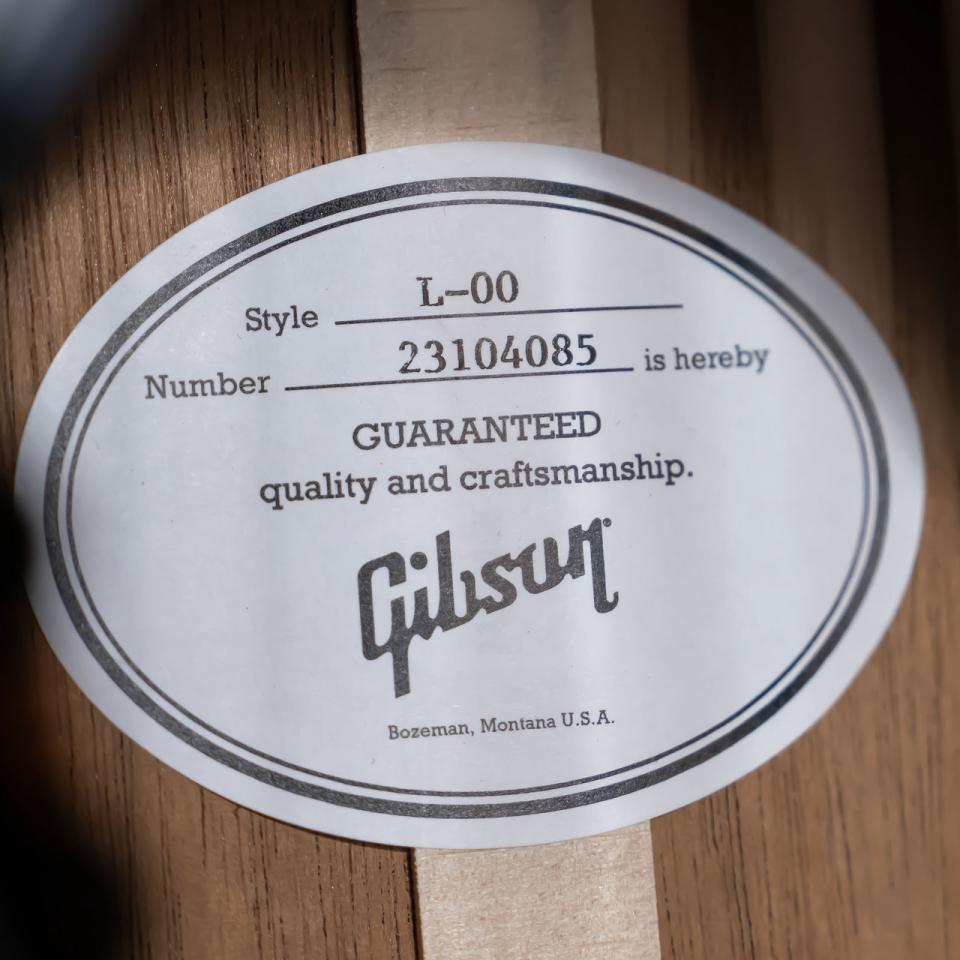 Style L-00
Number 23104085 is hereby
GUARANTEED
quality and craftsmanship.
Gibson
Bozeman, Montana U.S.A.